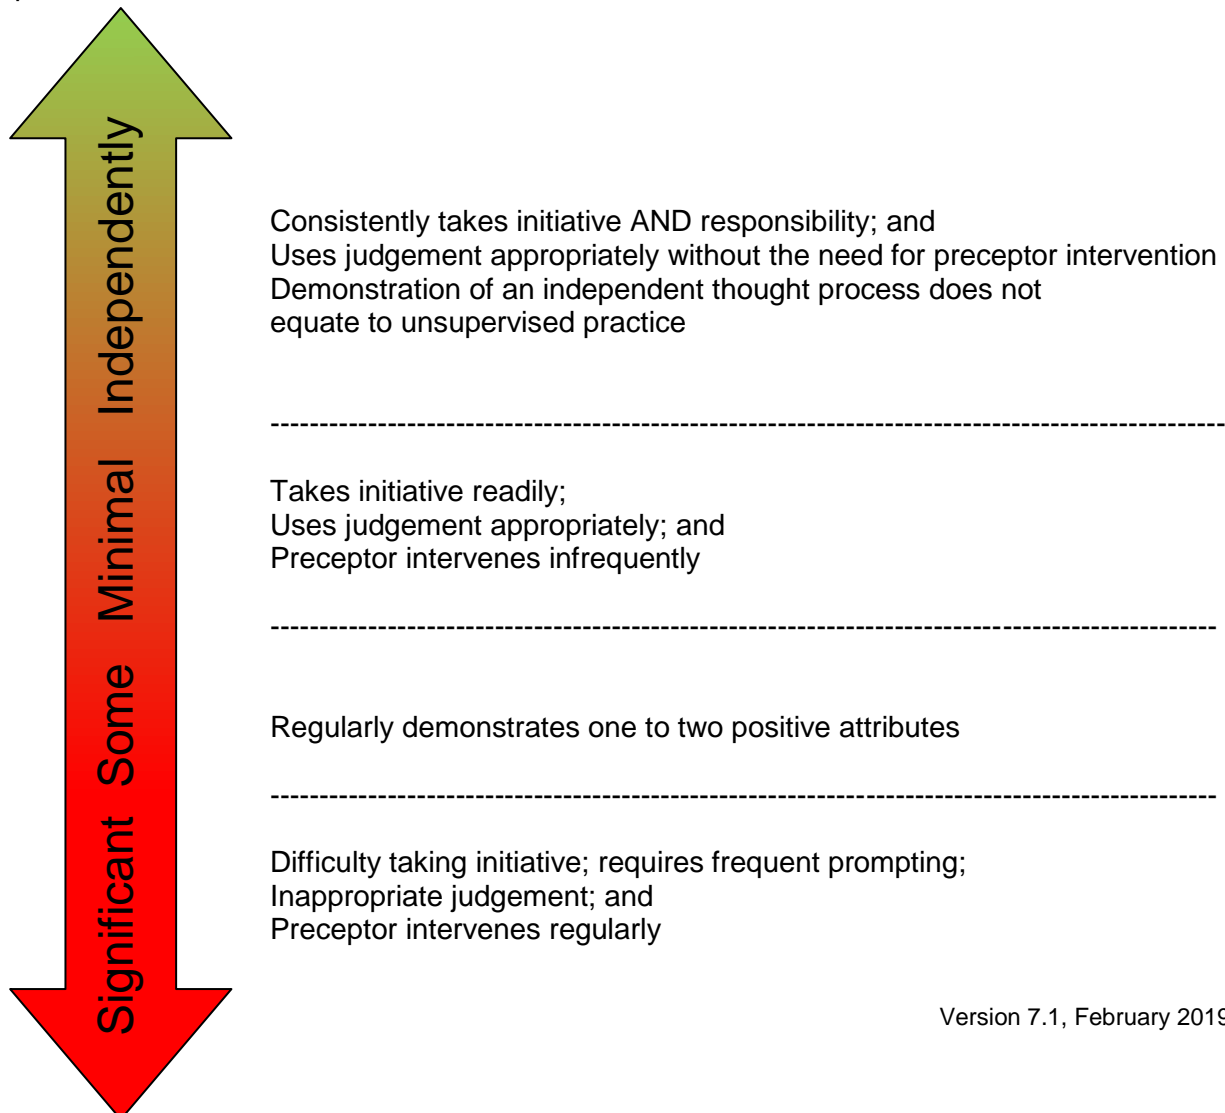 Independently
Consistently takes initiative AND responsibility; and
Uses judgement appropriately without the need for preceptor intervention
Demonstration of an independent thought process does not
equate to unsupervised practice
-------------------------------------------------------------------------------------------------
Minimal
Takes initiative readily;
Uses judgement appropriately; and
Preceptor intervenes infrequently
------------------------------------------------------------------------------------------------
Some
Regularly demonstrates one to two positive attributes
------------------------------------------------------------------------------------------------
Significant
Difficulty taking initiative; requires frequent prompting;
Inappropriate judgement; and
Preceptor intervenes regularly
Version 7.1, February 2019